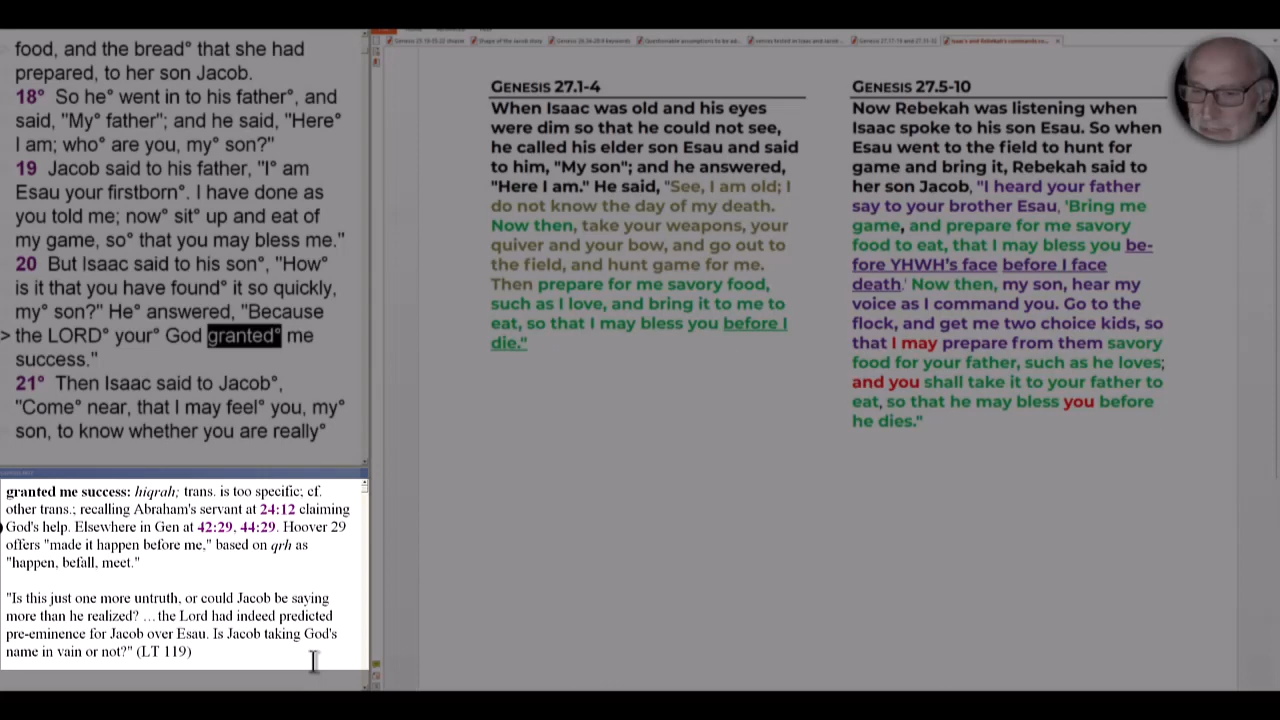 food, and the bread° that she had
prepared, to her son Jacob.
18° So he° went in to his father°, and
said, "My° father"; and he said, "Here°
I am; who° are you, my° son?"
19 Jacob said to his father, "I° am
Esau your firstborn°. I have done as
you told me; now° sit° up and eat of
my game, so° that you may bless me."
20 But Isaac said to his son°, "How°
is it that you have found° it so quickly,
my° son?" He° answered, "Because
> the LORD° your° God granted° me
success."
21° Then Isaac said to Jacob°,
"Come° near, that I may feel° you, my°
son, to know whether you are really°
granted me success: hiqrah; trans. is too specific; cf.
other trans.; recalling Abraham's servant at 24:12 claiming
God's help. Elsewhere in Gen at 42:29, 44:29. Hoover 29
offers "made it happen before me," based on qrh as
"happen, befall, meet."
"Is this just one more untruth, or could Jacob be saying
more than he realized? …the Lord had indeed predicted
pre-eminence for Jacob over Esau. Is Jacob taking God's
name in vain or not?" (LT 119)
Shape of the Jacob story
Genesis 27.1-4
When Isaac was old and his eyes
were dim so that he could not see,
he called his elder son Esau and said
to him, "My son"; and he answered,
"Here I am." He said, "See, I am old; I
do not know the day of my death.
Now then, take your weapons, your
quiver and your bow, and go out to
the field, and hunt game for me.
Then prepare for me savory food,
such as I love, and bring it to me to
eat, so that I may bless you before I
die."
Genesis 27.5-10
Now Rebekah was listening when
Isaac spoke to his son Esau. So when
Esau went to the field to hunt for
game and bring it, Rebekah said to
her son Jacob, "I heard your father
say to your brother Esau, 'Bring me
game, and prepare for me savory
food to eat, that I may bless you be-
fore YHWH's face before I face
death.' Now then, my son, hear my
voice as I command you. Go to the
flock, and get me two choice kids, so
that I may prepare from them savory
food for your father, such as he loves;
and you shall take it to your father to
eat, so that he may bless you before
he dies."